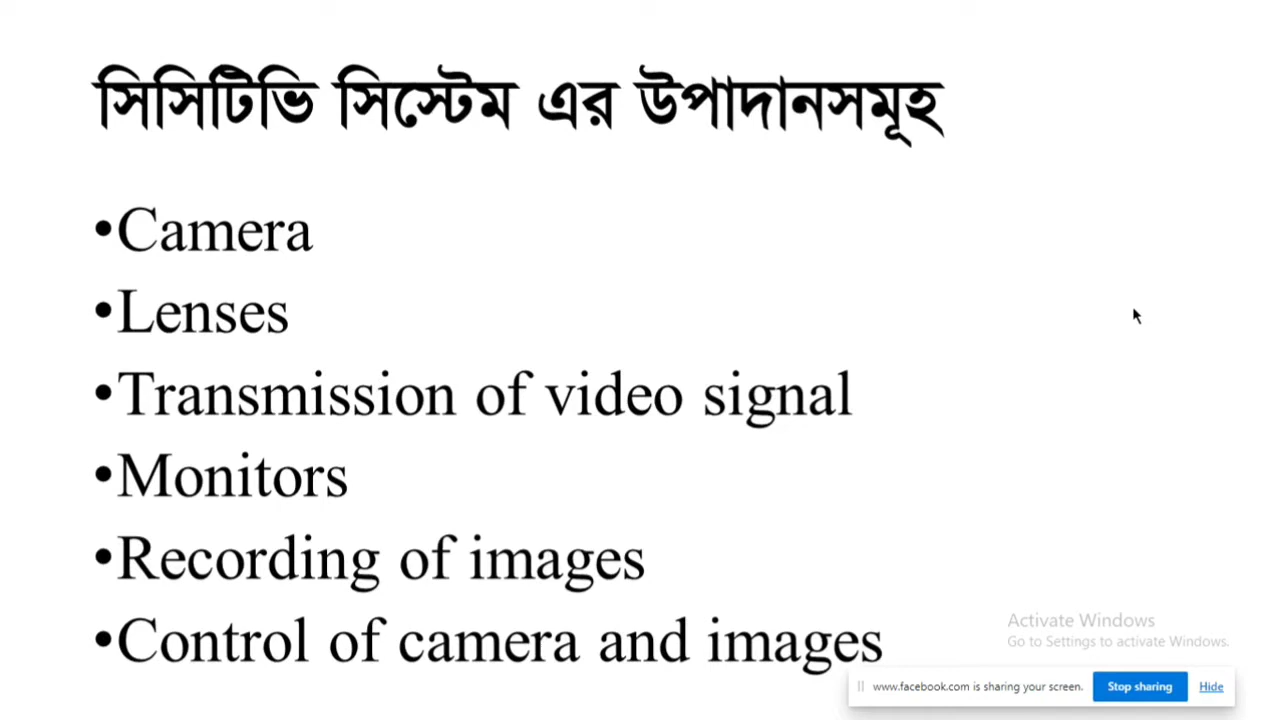 সিসিটিভি সিস্টেম এর উপাদানসমূহ
•Camera
•Lenses
•Transmission of video signal
•Monitors
•Recording of images
•Control of camera and images
Activate Windows
Go to Settings to activate Windows.
www.facebook.com is sharing your screen. Stop sharing Hide